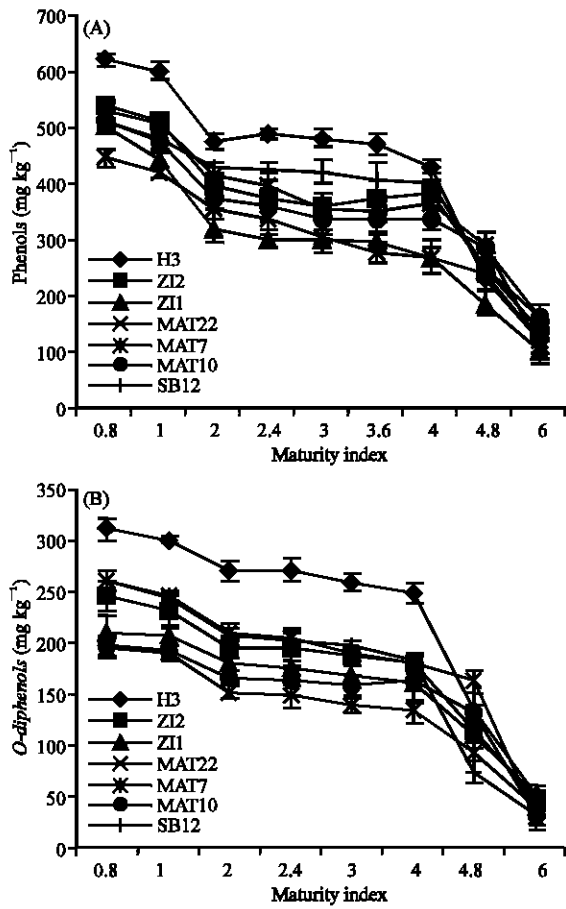 (A)
700
600
500
400
300
200
100
0
Phenols (mg kg⁻¹)
H3
ZI2
ZI1
MAT22
MAT7
MAT10
SB12
0.8 1 2 2.4 3 3.6 4 4.8 6
Maturity index
(B)
350
300
250
200
150
100
50
0
O-diphenols (mg kg⁻¹)
H3
ZI2
ZI1
MAT22
MAT7
MAT10
SB12
0.8 1 2 2.4 3 4 4.8 6
Maturity index